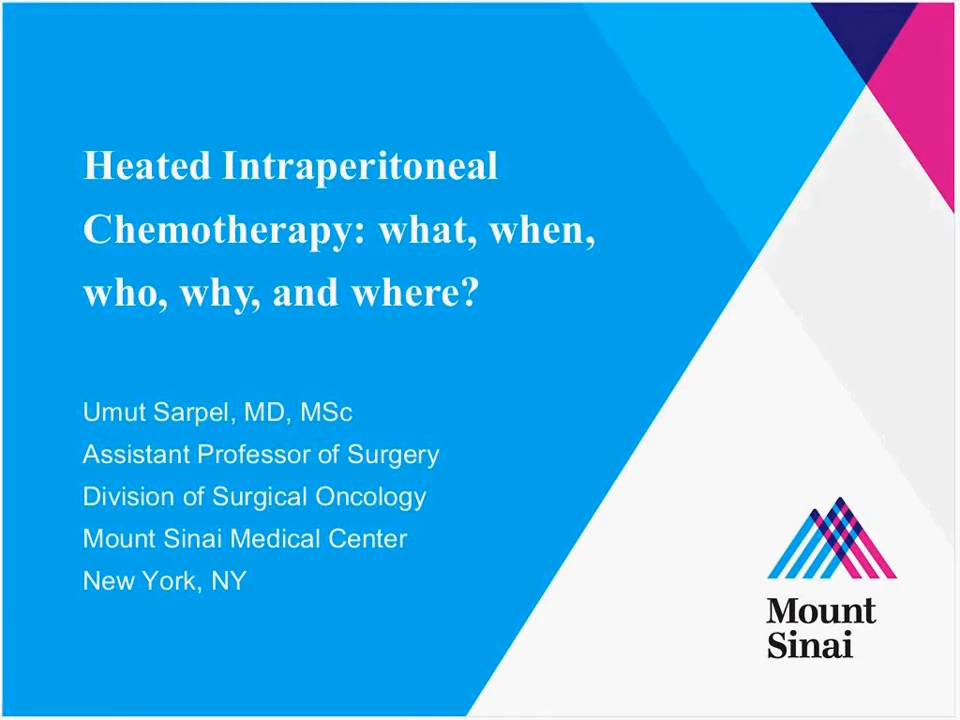 Heated Intraperitoneal
Chemotherapy: what, when,
who, why, and where?
Umut Sarpel, MD, MSc
Assistant Professor of Surgery
Division of Surgical Oncology
Mount Sinai Medical Center
New York, NY
Mount
Sinai